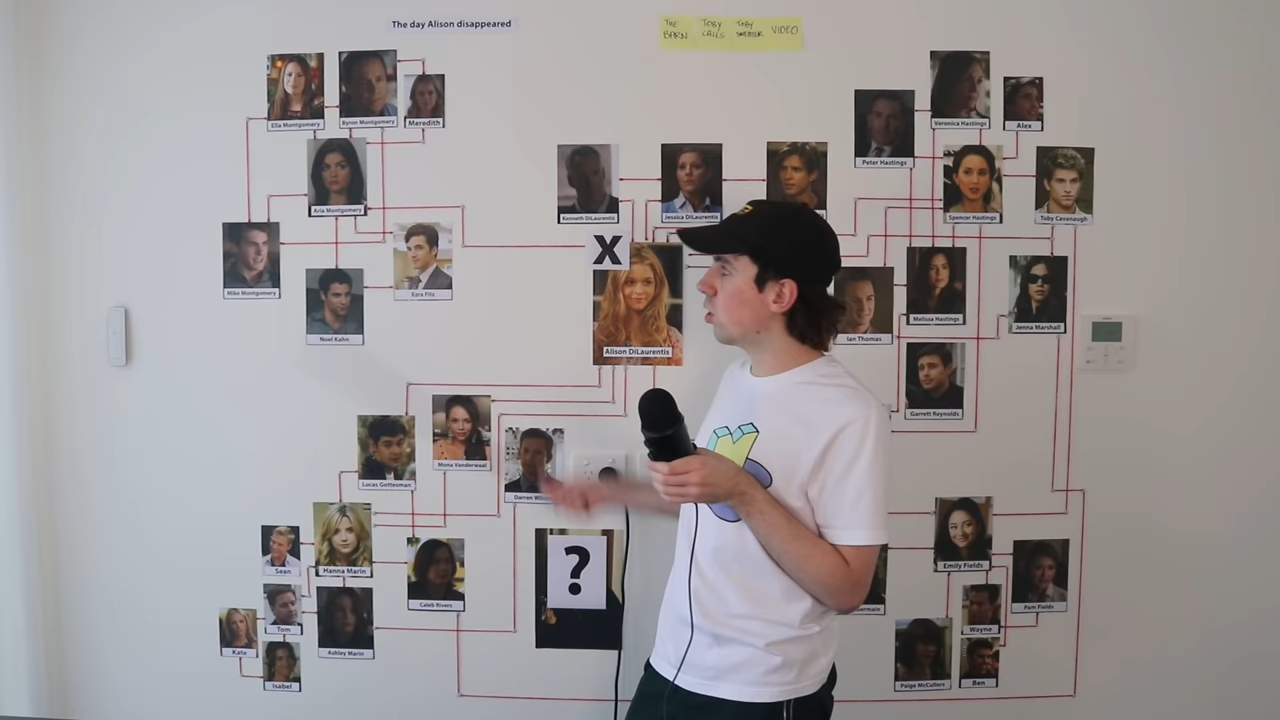 The day Alison disappeared
THE BARN
TOBY CALLS
TOBY
VIDEO
Ella Montgomery
Byron Montgomery
Meredith
Aria Montgomery
Mike Montgomery
Ezra Fitz
Noel Kahn
Kenneth DiLaurentis
Jessica DiLaurentis
X
Alison DiLaurentis
Peter Hastings
Veronica Hastings
Alex
Spencer Hastings
Toby Cavanaugh
Ian Thomas
Melissa Hastings
Jenna Marshall
Garrett Reynolds
Lucas Gottesman
Mona Vanderwaal
Darren
Sean
Hanna Marin
Caleb Rivers
Tom
Kate
Ashley Marin
Isabel
?
Emily Fields
Pam Fields
Wayne
Paige McCullers
Ben